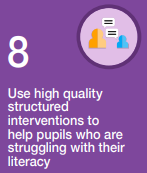 8
Use high quality
structured
interventions to
help pupils who are
struggling with their
literacy